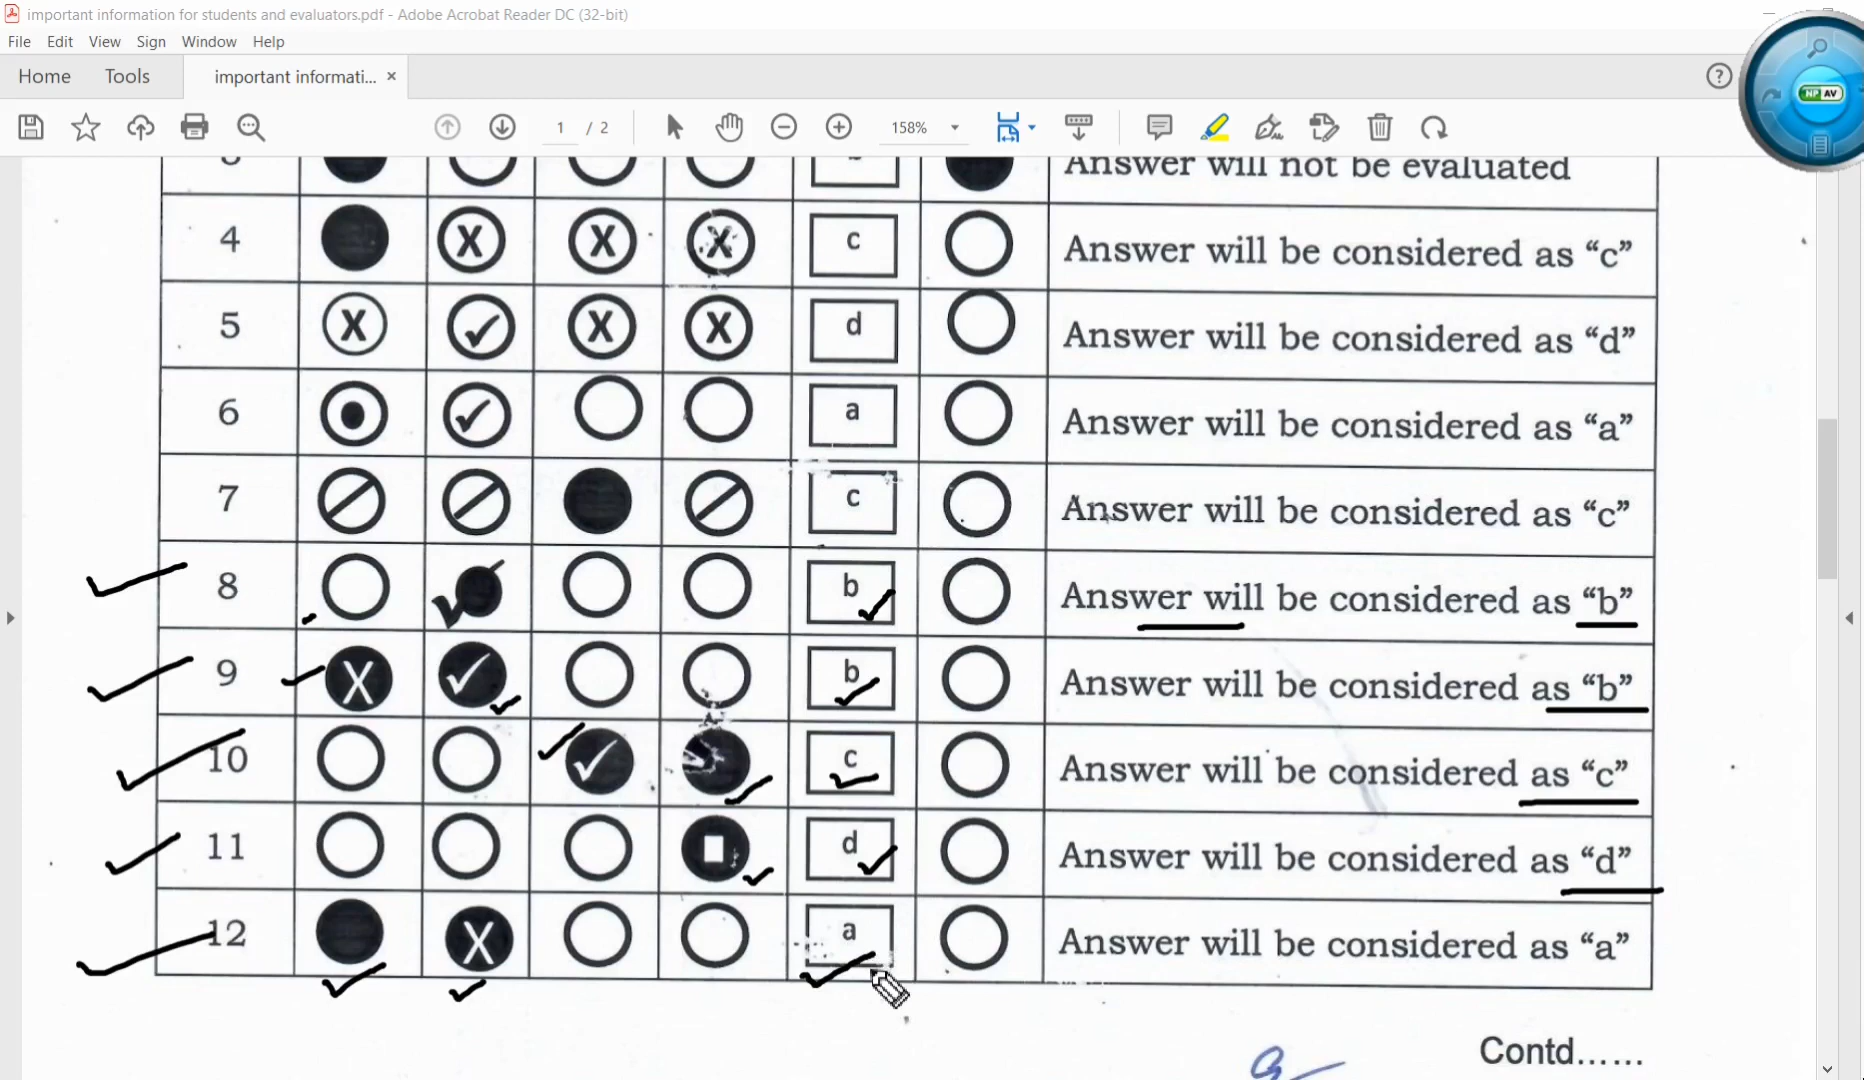 important information for students and evaluators.pdf - Adobe Acrobat Reader DC (32-bit)
File Edit View Sign Window Help
Home Tools important informati... ×
1 / 2 158%
NP AV
Answer will not be evaluated
4 X X X c Answer will be considered as “c”
5 X ✓ X X d Answer will be considered as “d”
6 ✓ a Answer will be considered as “a”
7 c Answer will be considered as “c”
8 b Answer will be considered as “b”
9 X ✓ b Answer will be considered as “b”
10 ✓ c Answer will be considered as “c”
11 d Answer will be considered as “d”
12 X a Answer will be considered as “a”
Contd......